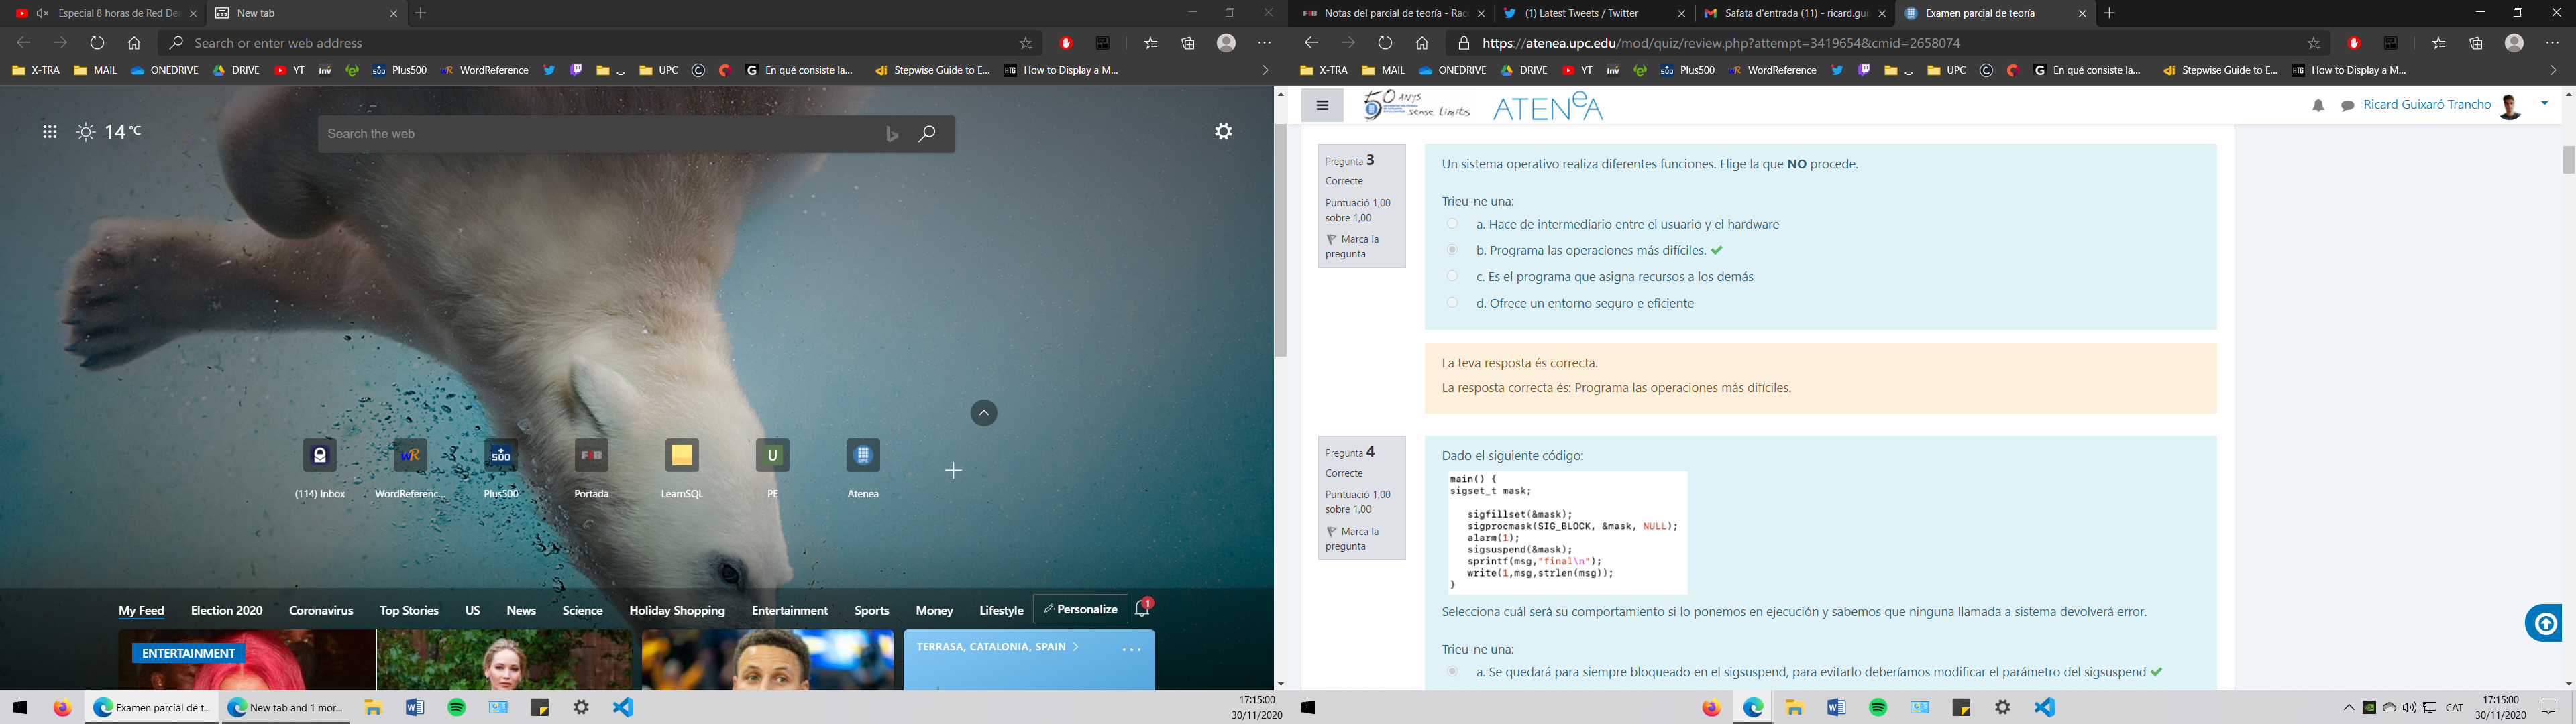 Especial 8 horas de Red De
New tab
Search or enter web address
X-TRA
MAIL
ONEDRIVE
DRIVE
YT
inv
Plus500
WordReference
UPC
En qué consiste la...
Stepwise Guide to E...
How to Display a M...
14 °C
Search the web
(114) Inbox
WordReferenc...
Plus500
Portada
LearnSQL
PE
Atenea
My Feed
Election 2020
Coronavirus
Top Stories
US
News
Science
Holiday Shopping
Entertainment
Sports
Money
Lifestyle
Personalize
1
ENTERTAINMENT
TERRASA, CATALONIA, SPAIN
Examen parcial de t...
New tab and 1 mor...
17:15:00
30/11/2020
Notas del parcial de teoría - Rac
(1) Latest Tweets / Twitter
Safata d'entrada (11) - ricard.gui
Examen parcial de teoría
https://atenea.upc.edu/mod/quiz/review.php?attempt=3419654&cmid=2658074
X-TRA
MAIL
ONEDRIVE
DRIVE
YT
inv
Plus500
WordReference
UPC
En qué consiste la...
Stepwise Guide to E...
How to Display a M...
50 ANYS
sense límits
ATENeA
Ricard Guixaró Trancho
Pregunta 3
Correcte
Puntuació 1,00
sobre 1,00
Marca la
pregunta
Un sistema operativo realiza diferentes funciones. Elige la que NO procede.
Trieu-ne una:
a. Hace de intermediario entre el usuario y el hardware
b. Programa las operaciones más difíciles.
c. Es el programa que asigna recursos a los demás
d. Ofrece un entorno seguro e eficiente
La teva resposta és correcta.
La resposta correcta és: Programa las operaciones más difíciles.
Pregunta 4
Correcte
Puntuació 1,00
sobre 1,00
Marca la
pregunta
Dado el siguiente código:
main() {
sigset_t mask;
sigfillset(&mask);
sigprocmask(SIG_BLOCK, &mask, NULL);
alarm(1);
sigsuspend(&mask);
sprintf(msg,"final\n");
write(1,msg,strlen(msg));
}
Selecciona cuál será su comportamiento si lo ponemos en ejecución y sabemos que ninguna llamada a sistema devolverá error.
Trieu-ne una:
a. Se quedará para siempre bloqueado en el sigsuspend, para evitarlo deberíamos modificar el parámetro del sigsuspend
CAT
17:15:00
30/11/2020